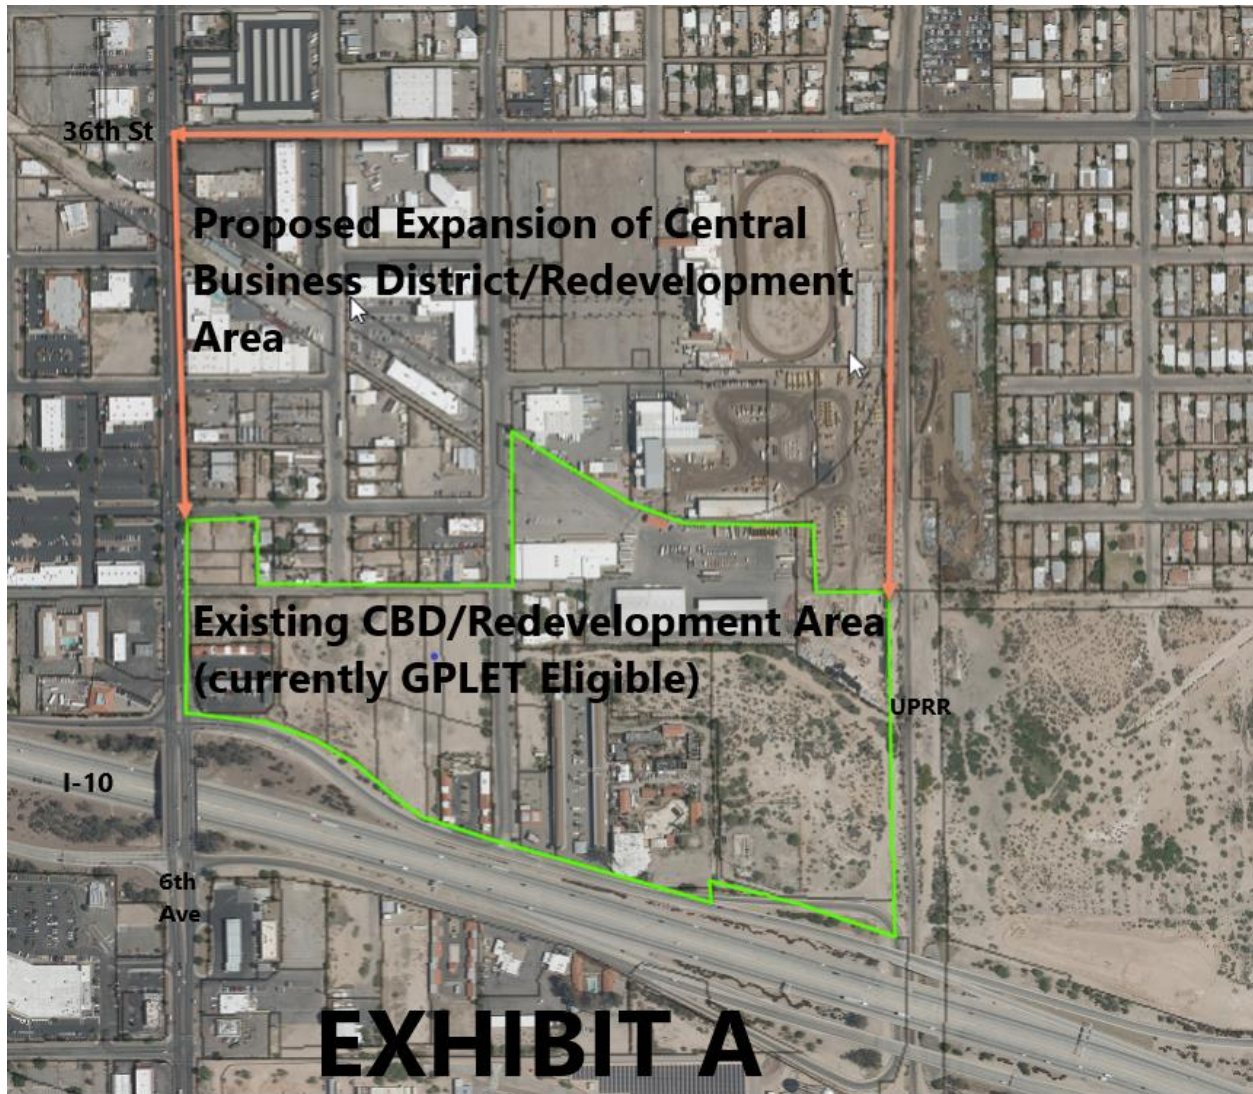 36th St
Proposed Expansion of Central
Business District/Redevelopment
Area
Existing CBD/Redevelopment Area
(currently GPLET Eligible)
UPRR
I-10
6th
Ave
EXHIBIT A